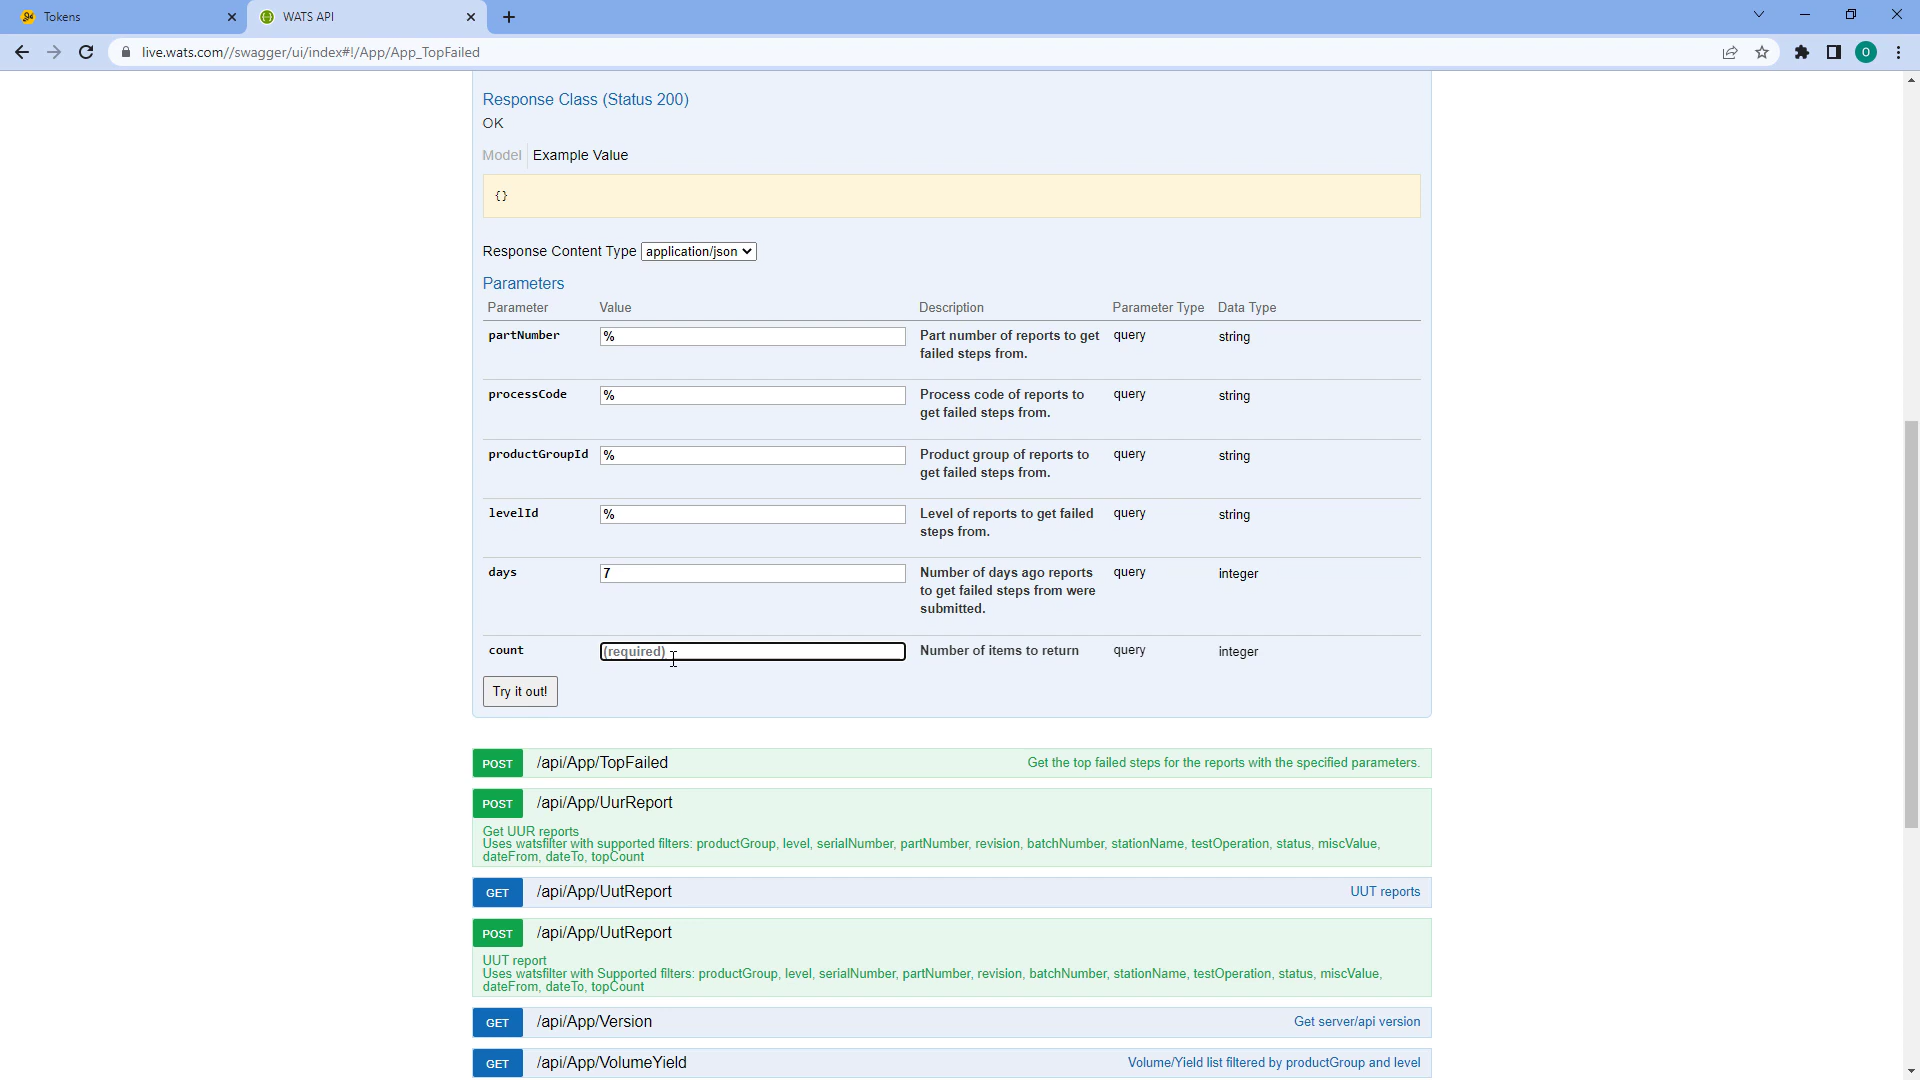 Tokens
WATS API
live.wats.com//swagger/ui/index#!/App/App_TopFailed
O
Response Class (Status 200)
OK
Model Example Value
{}
Response Content Type application/json
Parameters
Parameter Value Description Parameter Type Data Type
partNumber % Part number of reports to get query string
failed steps from.
processCode % Process code of reports to query string
get failed steps from.
productGroupId % Product group of reports to query string
get failed steps from.
levelId % Level of reports to get failed query string
steps from.
days 7 Number of days ago reports query integer
to get failed steps from were
submitted.
count (required) Number of items to return query integer
Try it out!
POST /api/App/TopFailed Get the top failed steps for the reports with the specified parameters.
POST /api/App/UurReport
Get UUR reports
Uses watsfilter with supported filters: productGroup, level, serialNumber, partNumber, revision, batchNumber, stationName, testOperation, status, miscValue,
dateFrom, dateTo, topCount
GET /api/App/UutReport UUT reports
POST /api/App/UutReport
UUT report
Uses watsfilter with Supported filters: productGroup, level, serialNumber, partNumber, revision, batchNumber, stationName, testOperation, status, miscValue,
dateFrom, dateTo, topCount
GET /api/App/Version Get server/api version
GET /api/App/VolumeYield Volume/Yield list filtered by productGroup and level